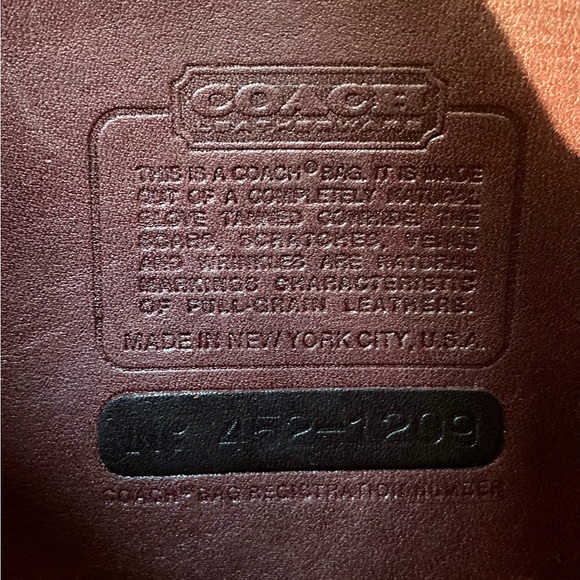 COACH
LEATHERWARE
THIS IS A COACH® BAG. IT IS MADE
OUT OF A COMPLETELY NATURAL
GLOVE TANNED COWHIDE. THE
SCARS, SCRATCHES, VEINS
AND WRINKLES ARE NATURAL
MARKINGS CHARACTERISTIC
OF FULL-GRAIN LEATHERS.
MADE IN NEW YORK CITY, U.S.A.
Nº 452-1209
COACH® BAG REGISTRATION NUMBER